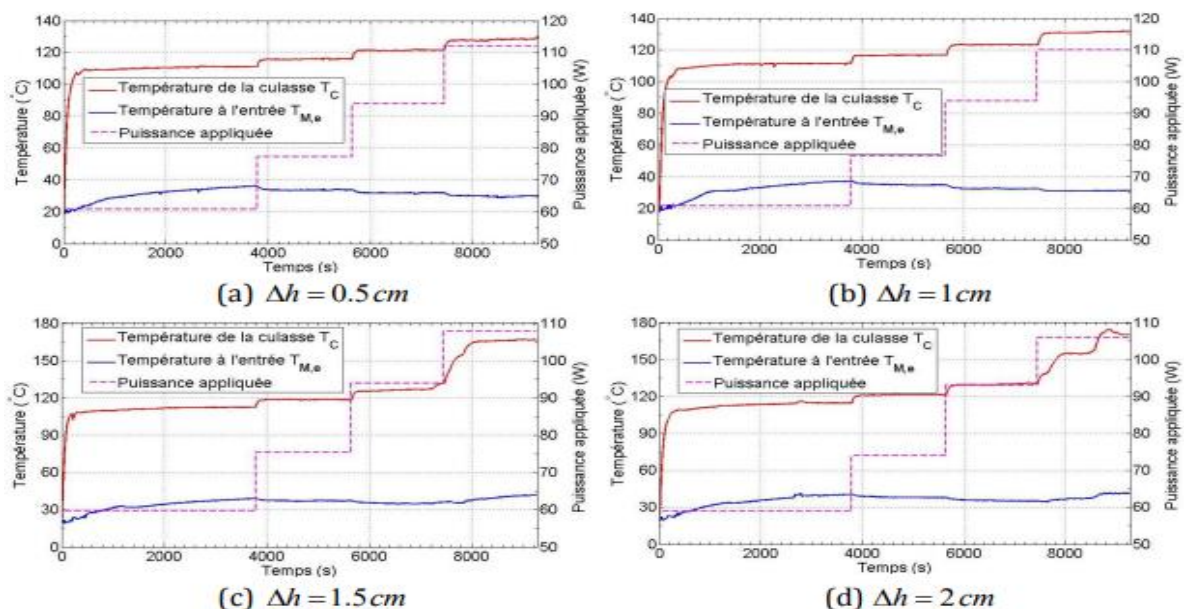 140
120
100
80
60
40
20
0
Température (°C)
Température de la culasse T_C
Température à l'entrée T_M,e
Puissance appliquée
120
110
100
90
80
70
60
50
Puissance appliquée (W)
0 2000 4000 6000 8000
Temps (s)
(a) Δh = 0.5 cm
140
120
100
80
60
40
20
0
Température (°C)
Température de la culasse T_C
Température à l'entrée T_M,e
Puissance appliquée
120
110
100
90
80
70
60
50
Puissance appliquée (W)
0 2000 4000 6000 8000
Temps (s)
(b) Δh = 1 cm
180
150
120
90
60
30
0
Température (°C)
Température de la culasse T_C
Température à l'entrée T_M,e
Puissance appliquée
110
100
90
80
70
60
50
Puissance appliquée (W)
0 2000 4000 6000 8000
Temps (s)
(c) Δh = 1.5 cm
180
150
120
90
60
30
0
Température (°C)
Température de la culasse T_C
Température à l'entrée T_M,e
Puissance appliquée
110
100
90
80
70
60
50
Puissance appliquée (W)
0 2000 4000 6000 8000
Temps (s)
(d) Δh = 2 cm